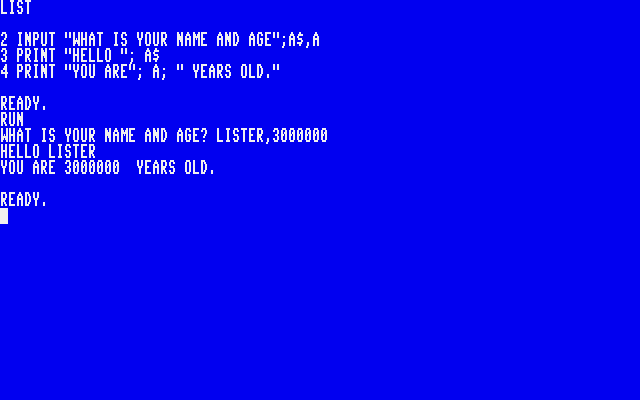 LIST
2 INPUT "WHAT IS YOUR NAME AND AGE";A$,A
3 PRINT "HELLO "; A$
4 PRINT "YOU ARE"; A; " YEARS OLD."
READY.
RUN
WHAT IS YOUR NAME AND AGE? LISTER,3000000
HELLO LISTER
YOU ARE 3000000  YEARS OLD.
READY.